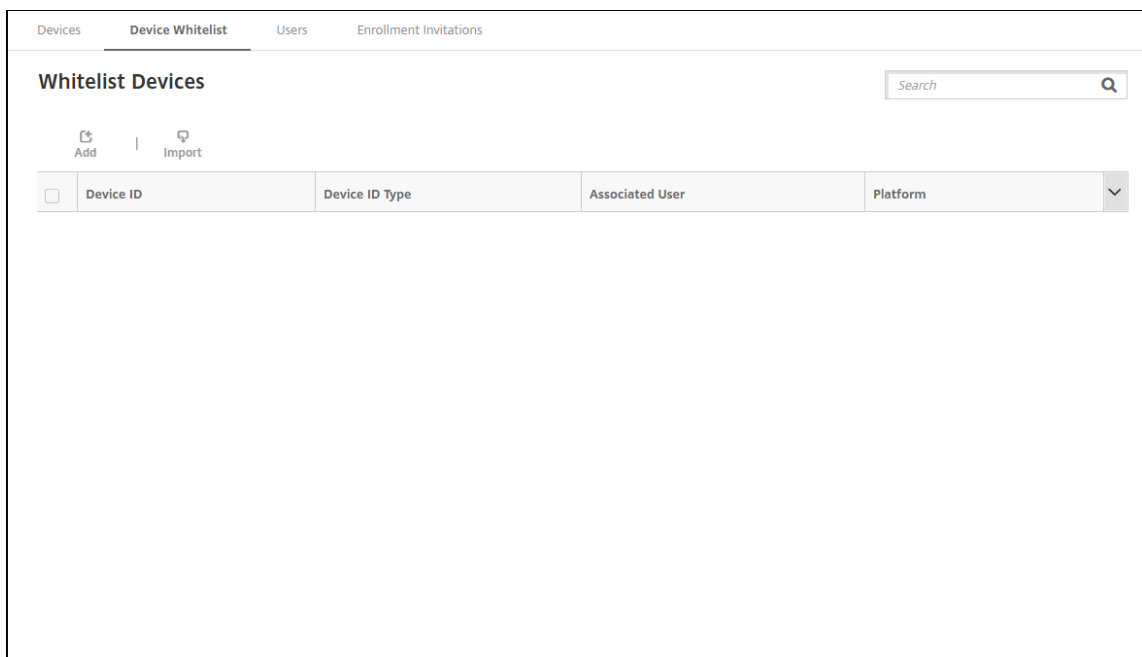 Devices Device Whitelist Users Enrollment Invitations
Whitelist Devices
Search
Add | Import
Device ID Device ID Type Associated User Platform